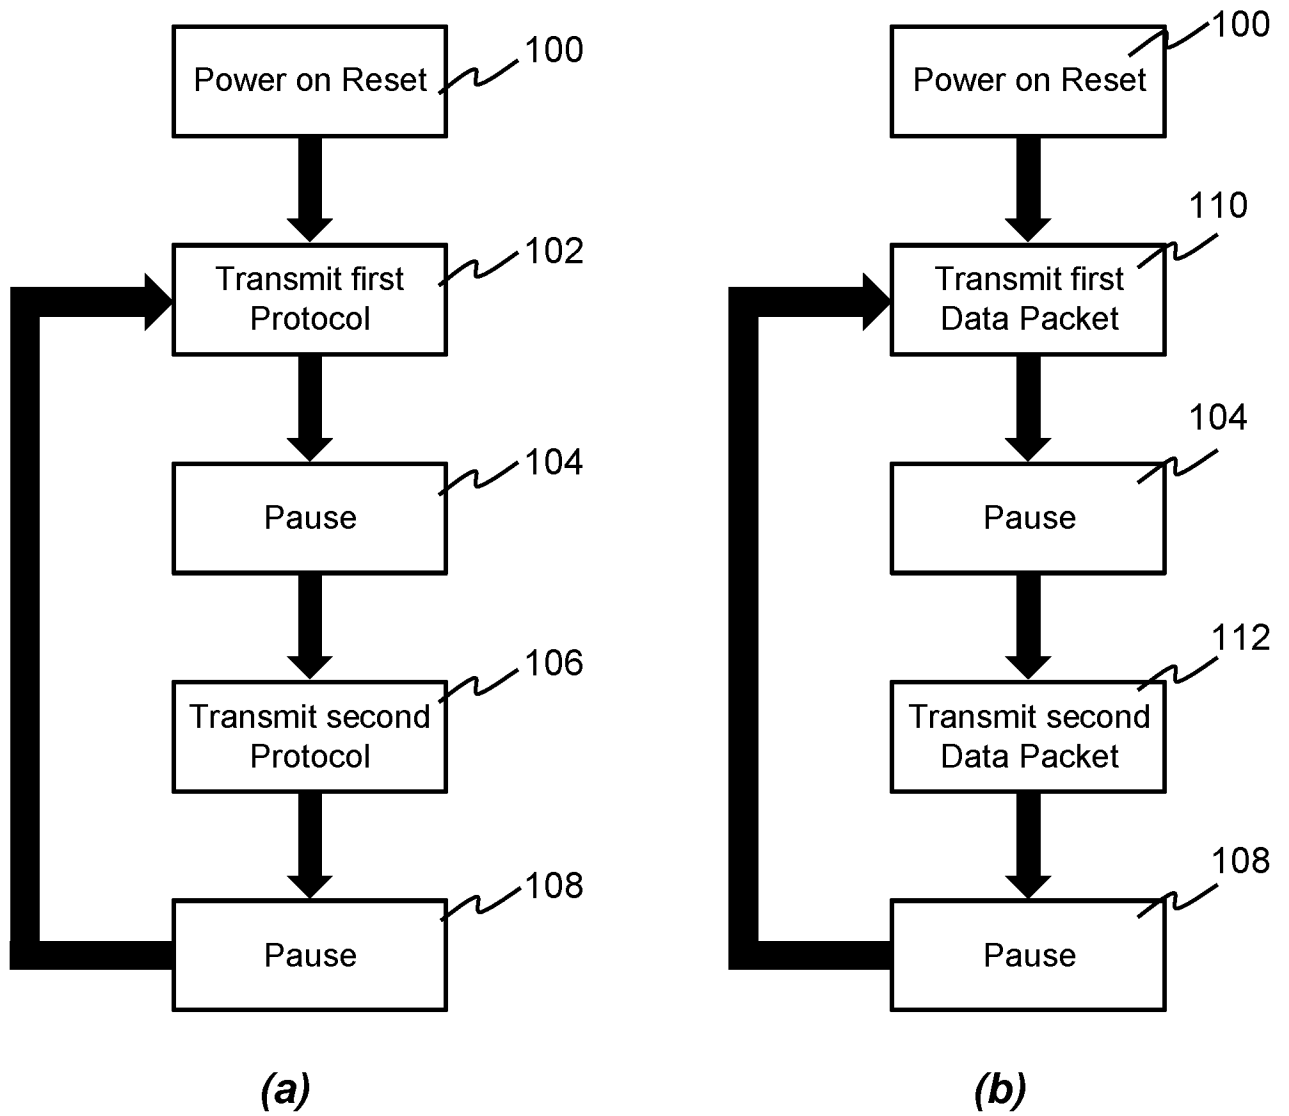 Power on Reset
100
Transmit first
Protocol
102
Pause
104
Transmit second
Protocol
106
Pause
108
(a)
Power on Reset
100
Transmit first
Data Packet
110
Pause
104
Transmit second
Data Packet
112
Pause
108
(b)